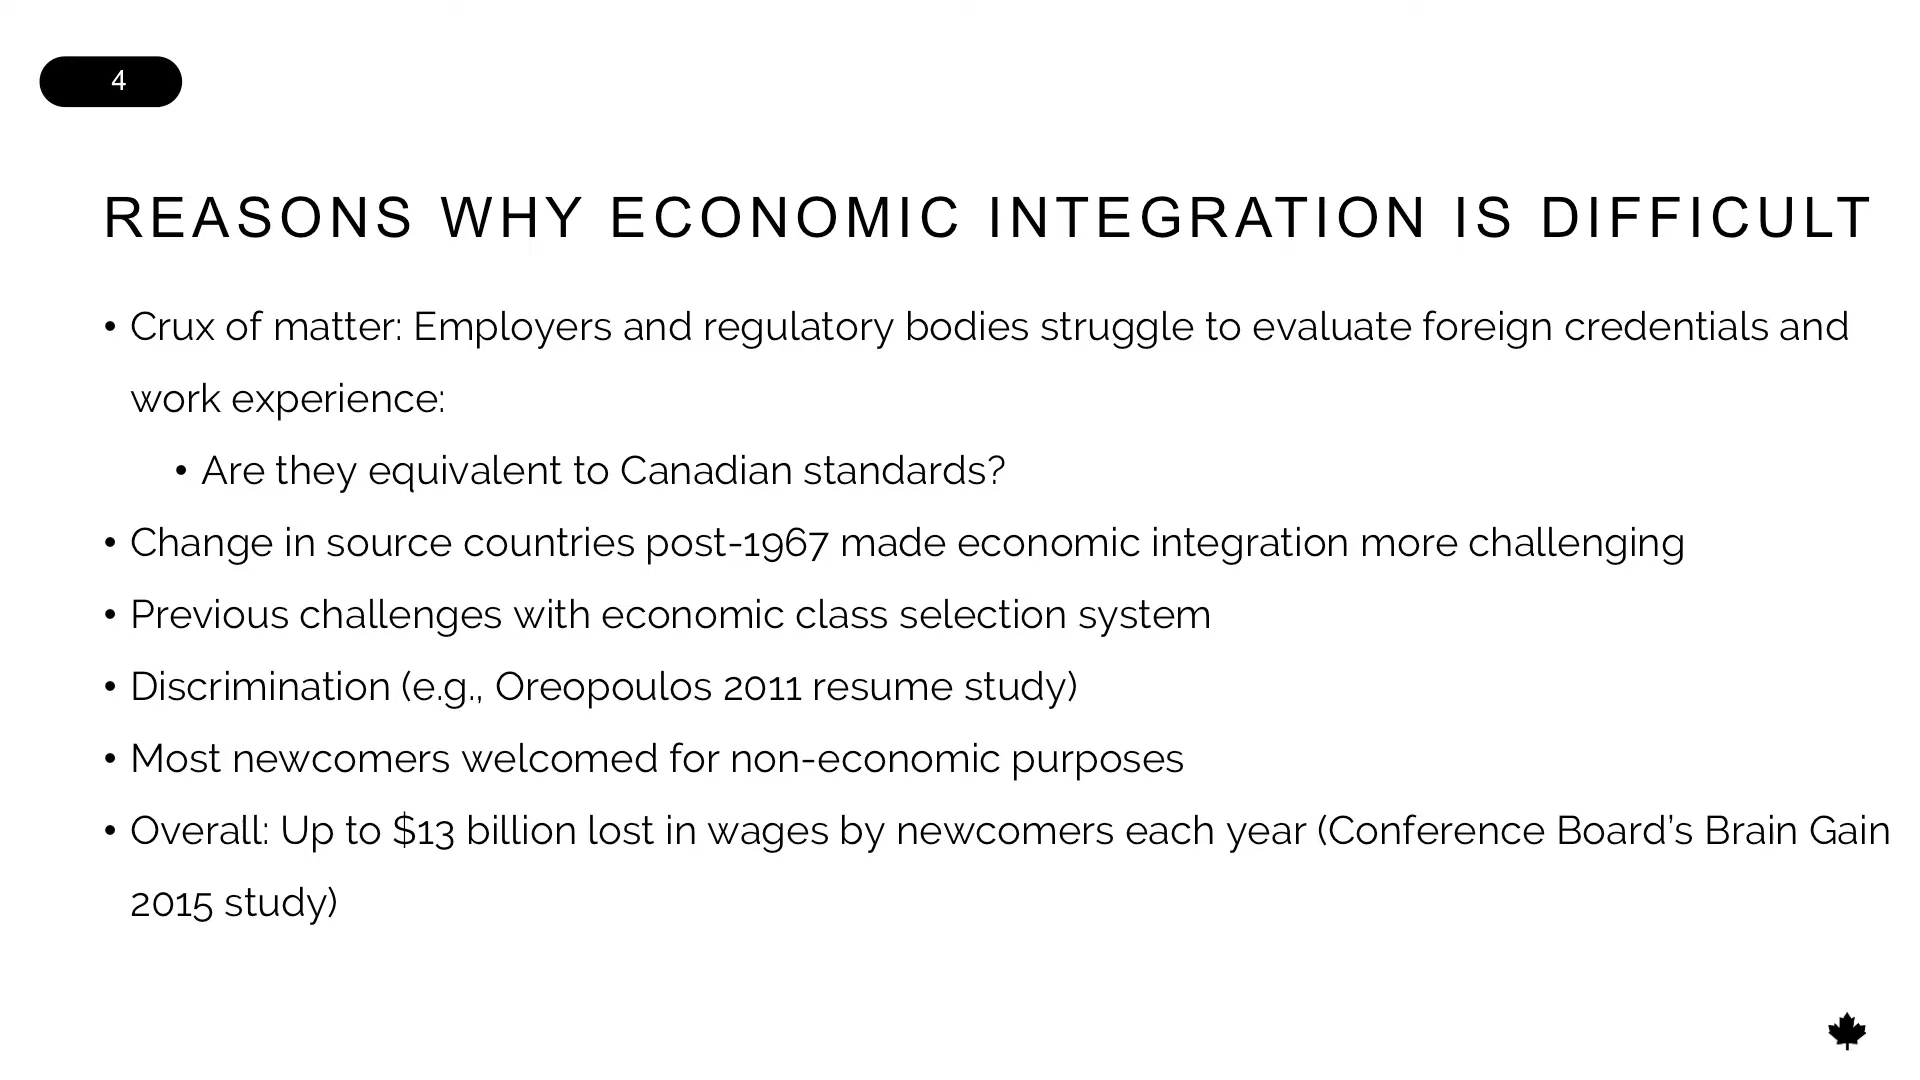 4
REASONS WHY ECONOMIC INTEGRATION IS DIFFICULT
• Crux of matter: Employers and regulatory bodies struggle to evaluate foreign credentials and
work experience:
• Are they equivalent to Canadian standards?
• Change in source countries post-1967 made economic integration more challenging
• Previous challenges with economic class selection system
• Discrimination (e.g., Oreopoulos 2011 resume study)
• Most newcomers welcomed for non-economic purposes
• Overall: Up to $13 billion lost in wages by newcomers each year (Conference Board’s Brain Gain
2015 study)